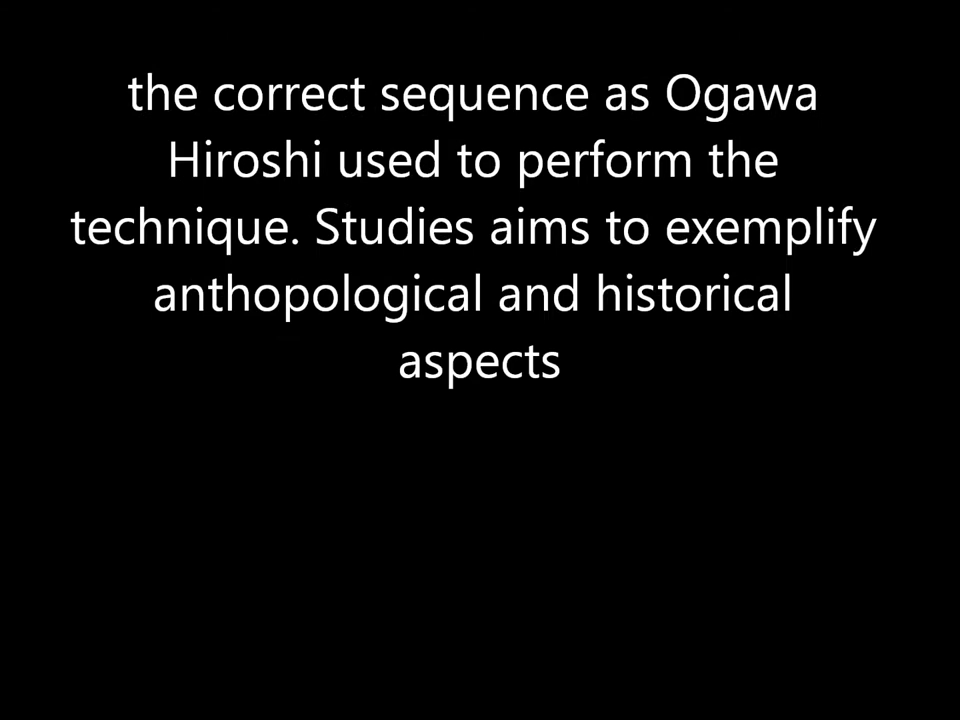 the correct sequence as Ogawa
Hiroshi used to perform the
technique. Studies aims to exemplify
anthopological and historical
aspects